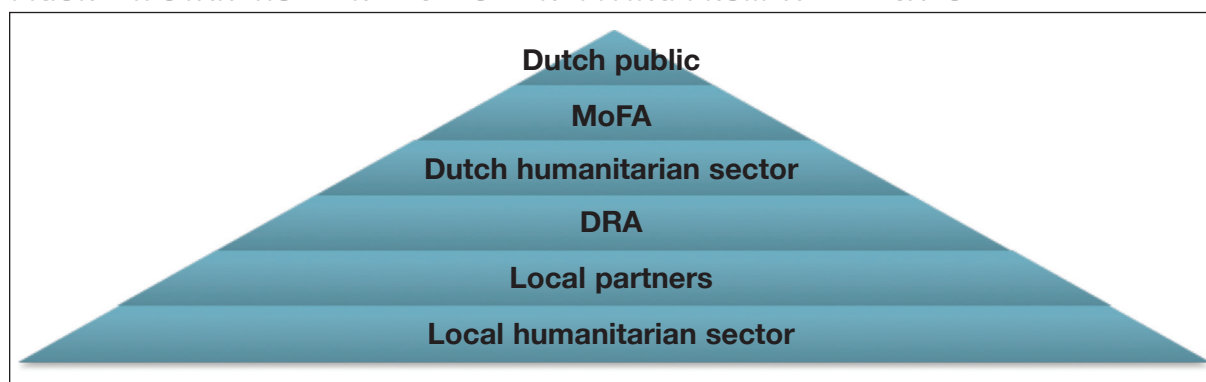 Dutch public
MoFA
Dutch humanitarian sector
DRA
Local partners
Local humanitarian sector